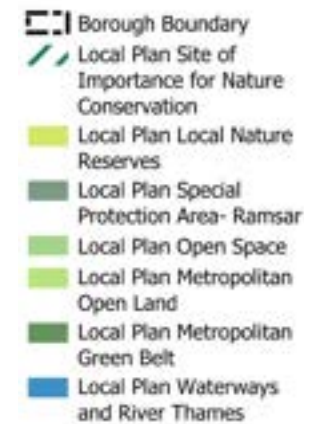 Borough Boundary
Local Plan Site of
Importance for Nature
Conservation
Local Plan Local Nature
Reserves
Local Plan Special
Protection Area- Ramsar
Local Plan Open Space
Local Plan Metropolitan
Open Land
Local Plan Metropolitan
Green Belt
Local Plan Waterways
and River Thames